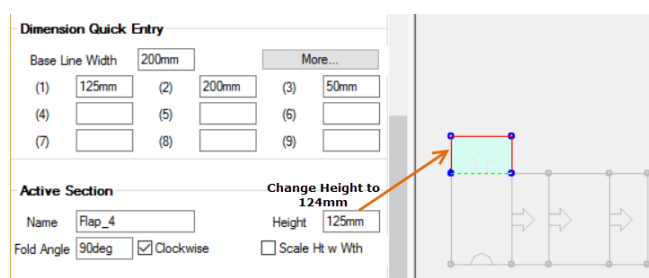 Dimension Quick Entry
Base Line Width 200mm More...
(1) 125mm (2) 200mm (3) 50mm
(4) (5) (6)
(7) (8) (9)
Active Section
Change Height to
124mm
Name Flap_4 Height 125mm
Fold Angle 90deg Clockwise Scale Ht w Wth